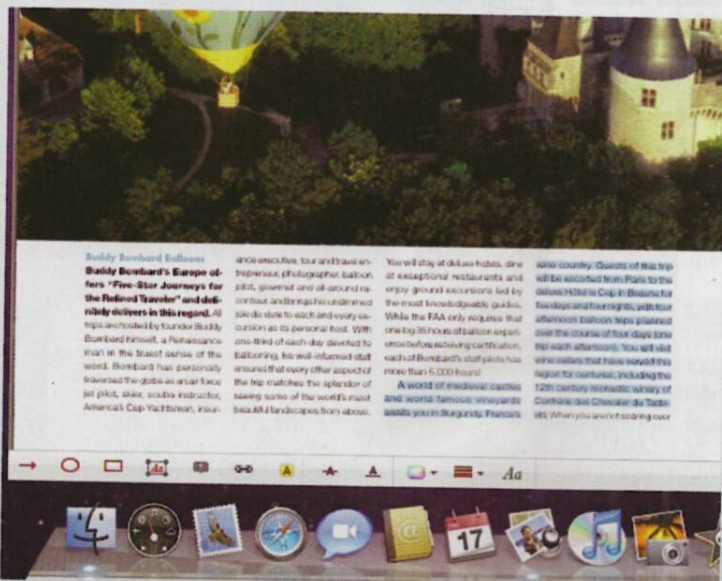 Buddy Bombard Balloons
Buddy Bombard's Europe of-
fers "Five-Star Journeys for
the Refined Traveler" and defi-
nitely delivers in this regard. All
trips are hosted by founder Buddy
Bombard himself, a Renaissance
man in the truest sense of the
word. Bombard has personally
traversed the globe as an air force
jet pilot, skier, scuba instructor,
America's Cup Yachtsman, insur-
ance executive, tour and travel en-
trepreneur, photographer, balloon
pilot, gourmet and all-around ra-
conteur, and brings his undimmed
joie de vivre to each and every ex-
cursion as its personal host. With
one-third of each day devoted to
ballooning, his well-informed staff
ensures that every other aspect of
the trip matches the splendor of
seeing some of the world's most
beautiful landscapes from above.
You will stay at deluxe hotels, dine
at exceptional restaurants and
enjoy ground excursions led by
the most knowledgeable guides.
While the FAA only requires that
one log 35 hours of balloon experi-
ence before receiving certification,
each of Bombard's staff pilots has
more than 5,000 hours!
A world of medieval castles
and world famous vineyards
awaits you in Burgundy, France's
wine country. Guests of this trip
will be escorted from Paris to the
deluxe Hôtel le Cep in Beaune for
five days and four nights, with four
afternoon balloon trips planned
over the course of four days (one
trip each afternoon). You will visit
wine cellars that have served this
region for centuries, including the
12th century monastic winery of
Confrérie des Chevalier du Taste-
vin. When you are not soaring over
Aa
A
A
A
Aa
@
17